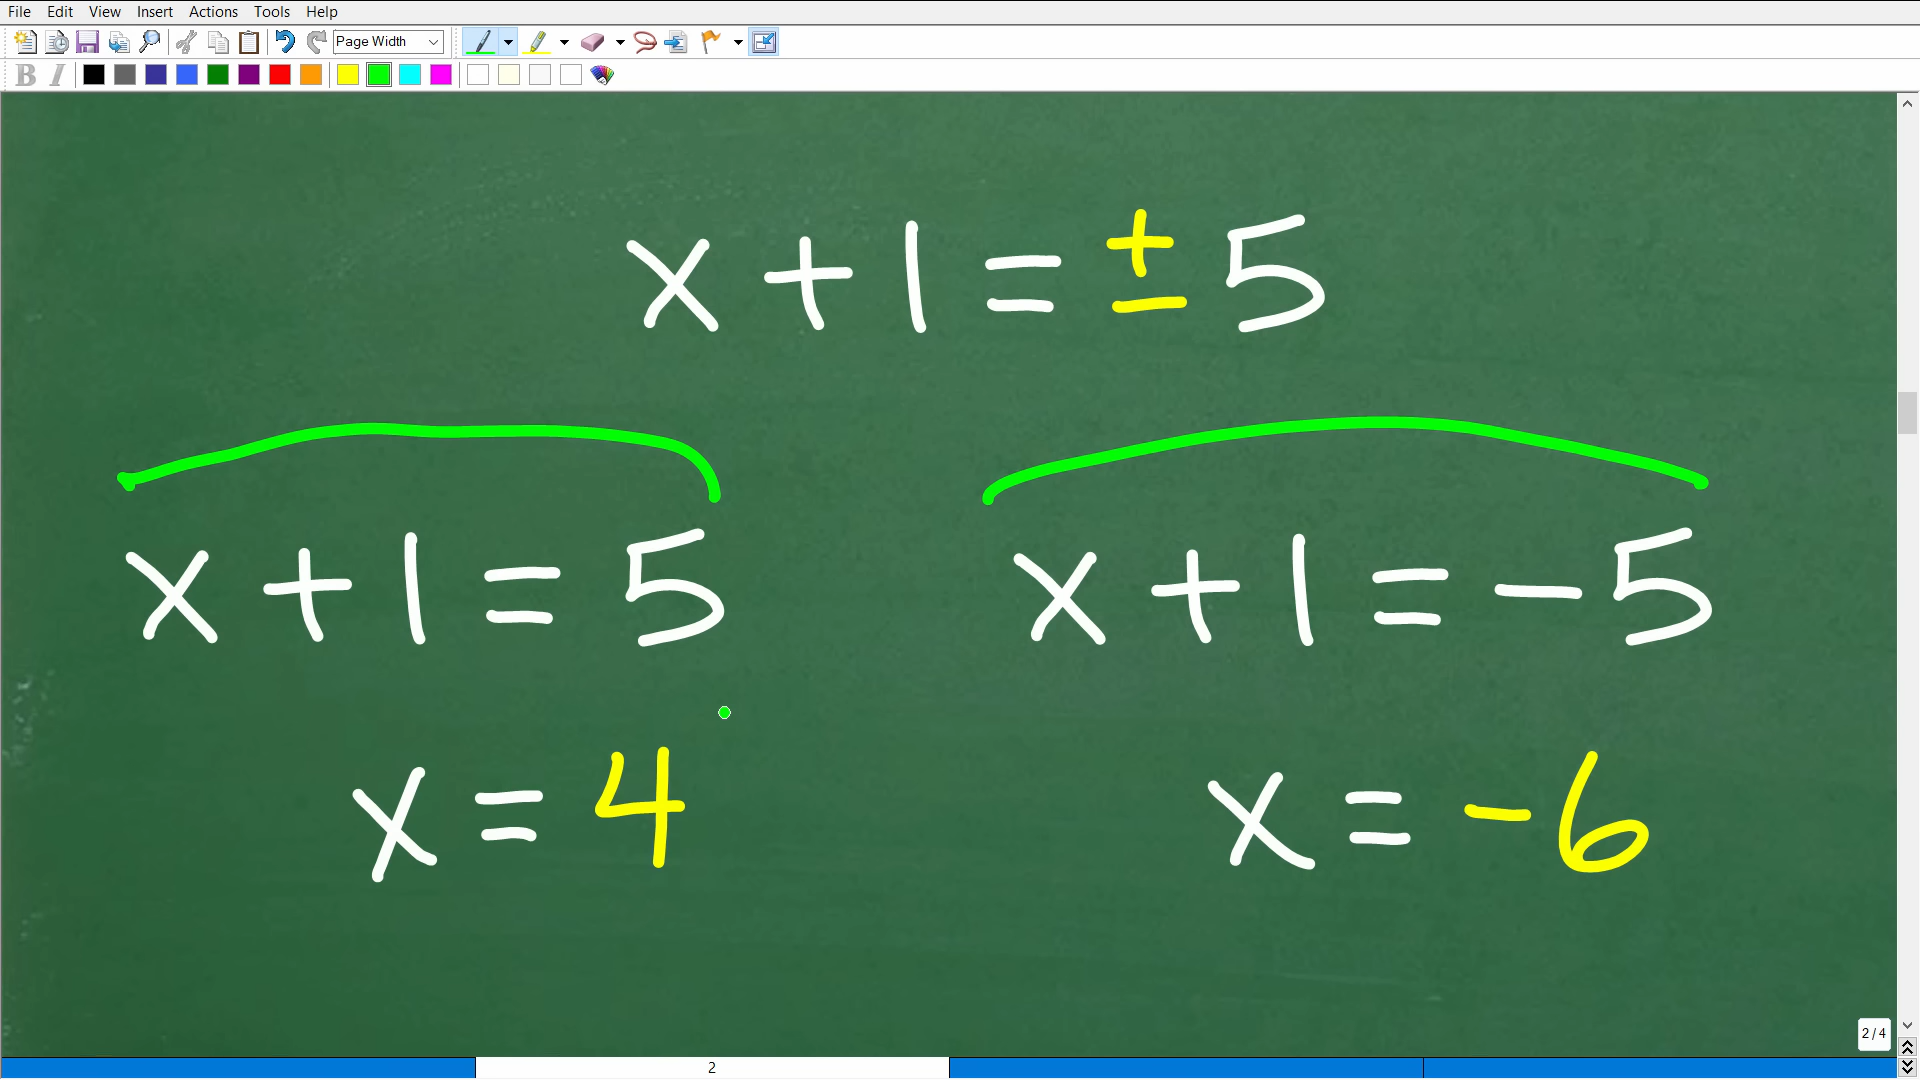 File Edit View Insert Actions Tools Help
Page Width
B I
x + 1 = ± 5
x + 1 = 5
x + 1 = - 5
x = 4
x = - 6
2 / 4
2